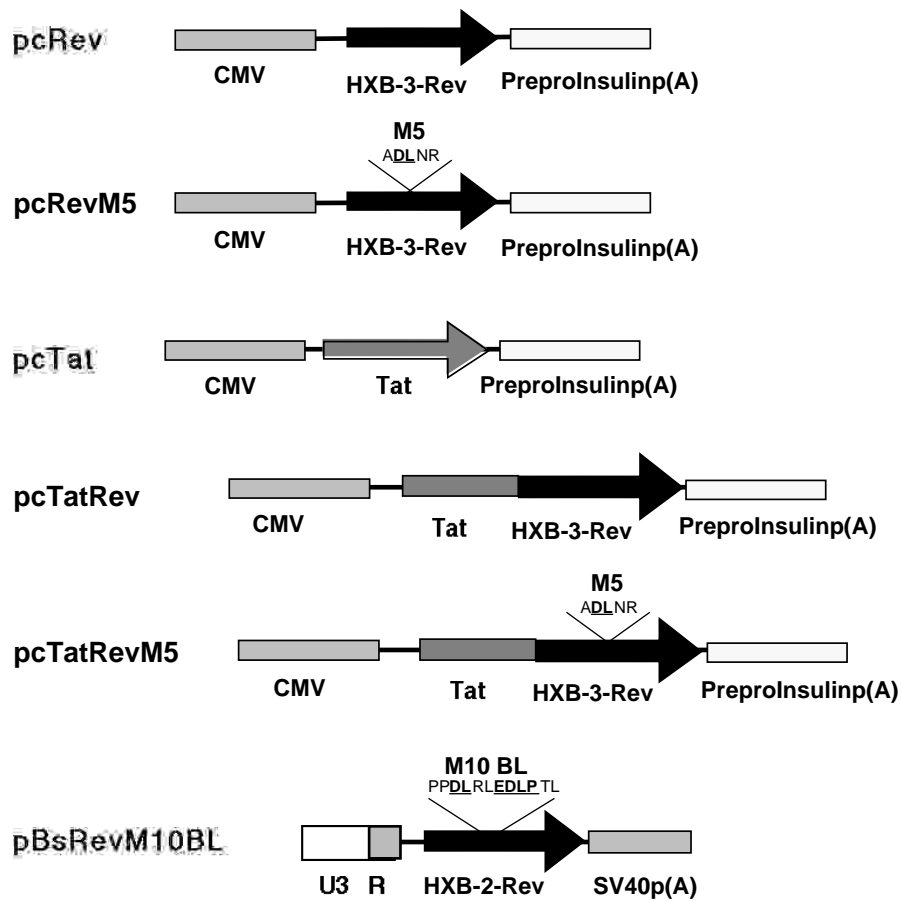 pcRev
CMV
HXB-3-Rev
PreproInsulinp(A)
M5
ADLNR
pcRevM5
CMV
HXB-3-Rev
PreproInsulinp(A)
pcTat
CMV
Tat
PreproInsulinp(A)
pcTatRev
CMV
Tat
HXB-3-Rev
PreproInsulinp(A)
M5
ADLNR
pcTatRevM5
CMV
Tat
HXB-3-Rev
PreproInsulinp(A)
M10 BL
PPDLRLEDLPTL
pBsRevM10BL
U3
R
HXB-2-Rev
SV40p(A)